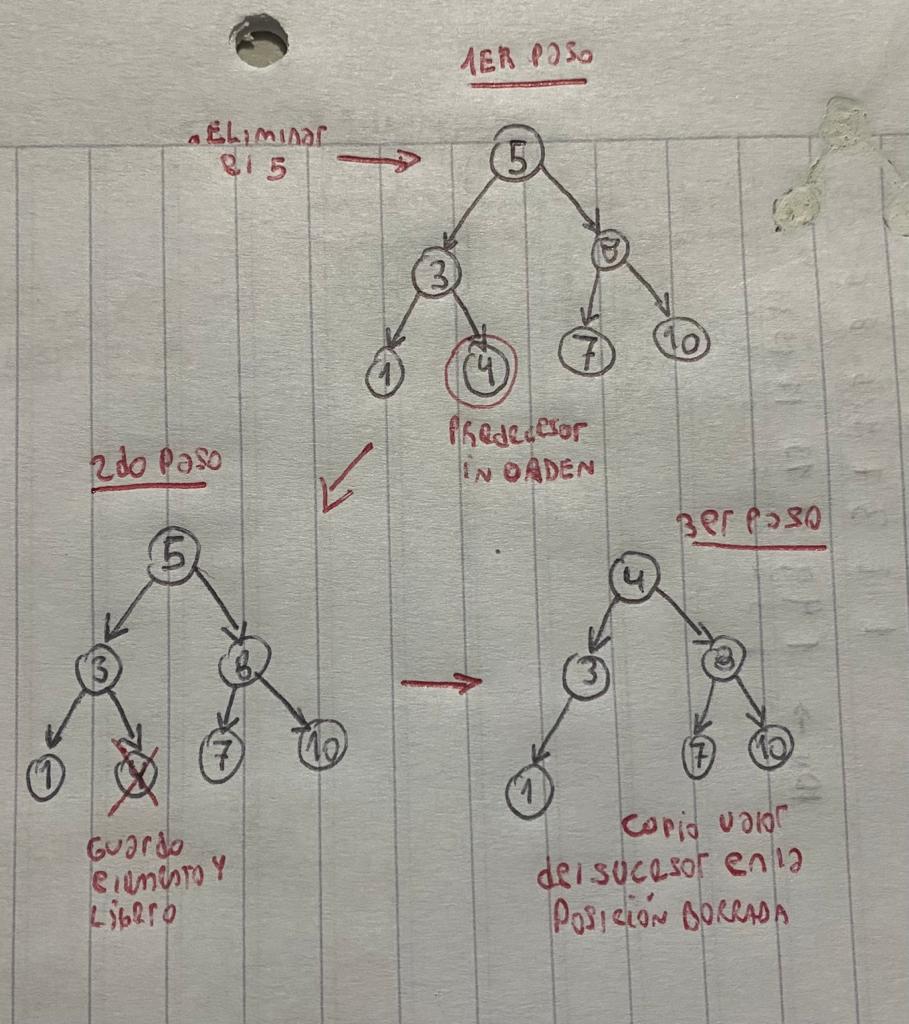 1ER PASO
Eliminar
el 5
5
3
8
1
4
7
10
Predecesor
IN ORDEN
2do Paso
5
3
8
1
4
7
10
Guardo
elemento y
Libero
3er paso
4
3
8
1
7
10
copio valor
del sucesor en la
POSICIÓN BORRADA